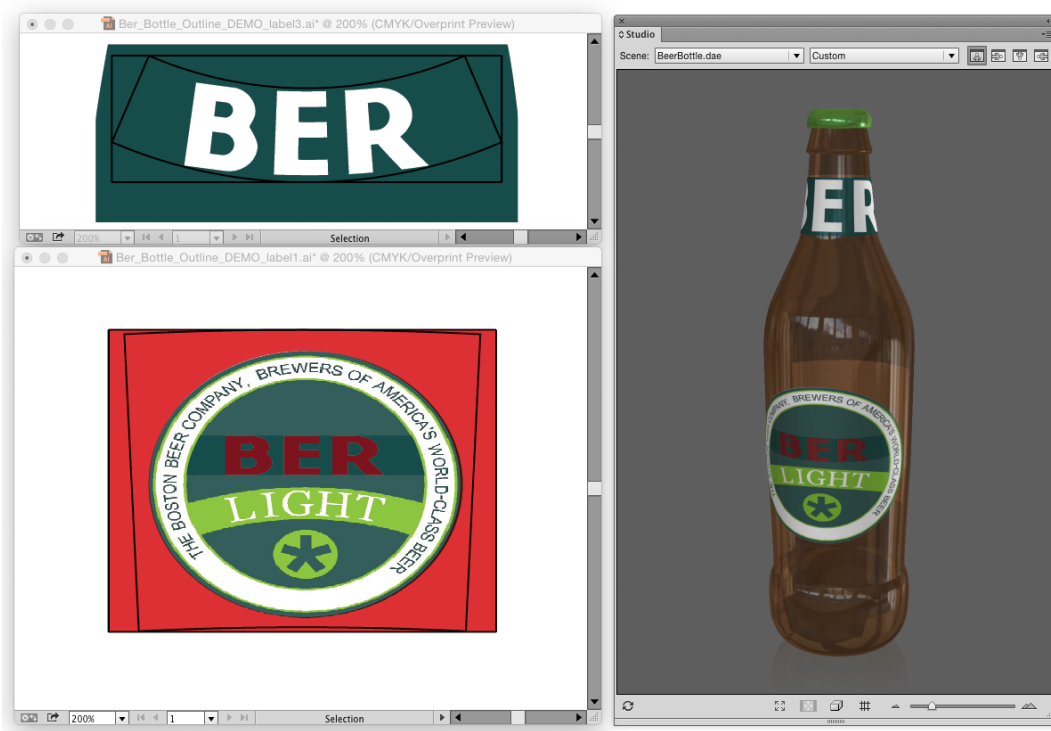 Ber_Bottle_Outline_DEMO_label3.ai* @ 200% (CMYK/Overprint Preview)
BER
200%
1
Selection
Ber_Bottle_Outline_DEMO_label1.ai* @ 200% (CMYK/Overprint Preview)
THE BOSTON BEER COMPANY, BREWERS OF AMERICA'S WORLD-CLASS BEER
BER
LIGHT
200%
1
Selection
Studio
Scene:
BeerBottle.dae
Custom
BER
THE BOSTON BEER COMPANY, BREWERS OF AMERICA'S WORLD-CLASS BEER
BER
LIGHT